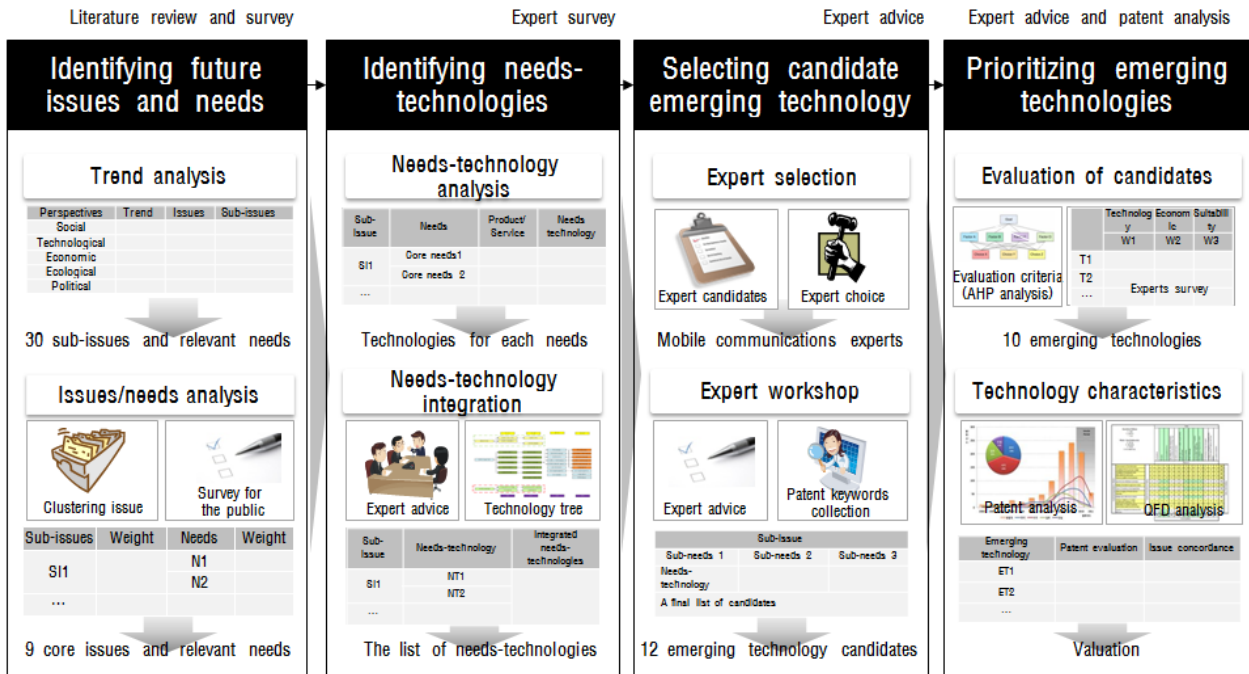 Literature review and survey
Expert survey
Expert advice
Expert advice and patent analysis
Identifying future
issues and needs
Identifying needs-
technologies
Selecting candidate
emerging technology
Prioritizing emerging
technologies
Trend analysis
Perspectives Trend Issues Sub-issues
Social
Technological
Economic
Ecological
Political
30 sub-issues and relevant needs
Issues/needs analysis
Clustering issue
Survey for
the public
Sub-issues Weight Needs Weight
SI1
N1
N2
...
9 core issues and relevant needs
Needs-technology
analysis
Sub-
Issue
Needs
Product/
Service
Needs
technology
SI1
Core needs1
Core needs 2
...
Technologies for each needs
Needs-technology
integration
Expert advice
Technology tree
Sub-
Issue
Needs-technology
Integrated
needs-
technologies
SI1
NT1
NT2
...
The list of needs-technologies
Expert selection
Expert candidates
Expert choice
Mobile communications experts
Expert workshop
Expert advice
Patent keywords
collection
Sub-issue
Sub-needs 1 Sub-needs 2 Sub-needs 3
Needs-
technology
A final list of candidates
12 emerging technology candidates
Evaluation of candidates
Evaluation criteria
(AHP analysis)
Technolog
y
Econom
ic
Suitabili
ty
W1 W2 W3
T1
T2
...
Experts survey
10 emerging technologies
Technology characteristics
Patent analysis
QFD analysis
Emerging
technology
Patent evaluation
Issue concordance
ET1
ET2
...
Valuation